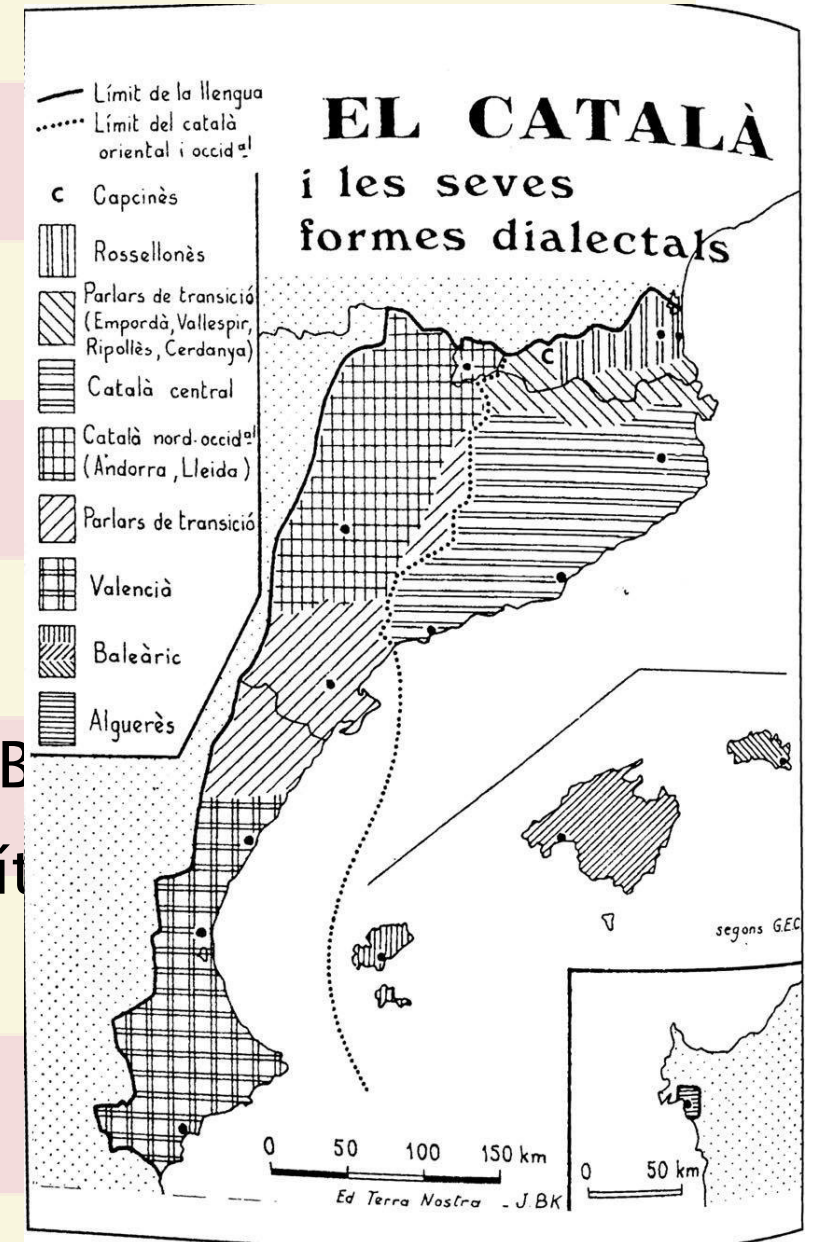 EL CATALÀ
i les seves
formes dialectals
Límit de la llengua
Límit del català
oriental i occidal
C Capcinès
Rossellonès
Parlars de transició
(Empordà, Vallespir,
Ripollès, Cerdanya)
Català central
Català nord-occidal
(Andorra, Lleida)
Parlars de transició
Valencià
Baleàric
Alguerès
C
segons G.E.C
0 50 100 150 km
0 50 km
Ed Terra Nostra - J.BK
B
ít